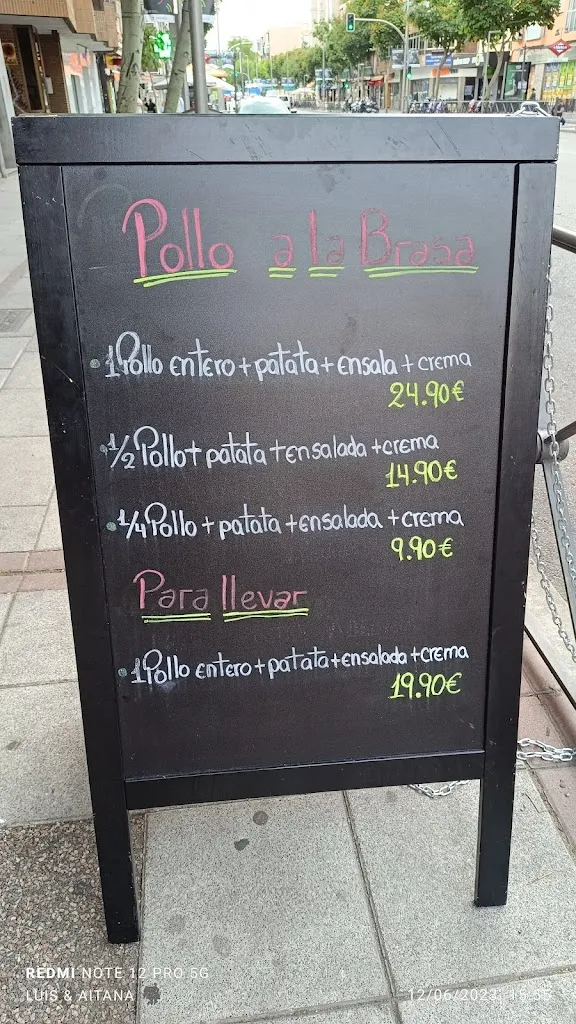 Pollo a la Brasa
1 Pollo entero + patata + ensala + crema
24.90€
1/2 Pollo + patata + ensalada + crema
14.90€
1/4 Pollo + patata + ensalada + crema
9.90€
Para llevar
1 Pollo entero + patata + ensalada + crema
19.90€
REDMI NOTE 12 PRO 5G
LUIS & AITANA